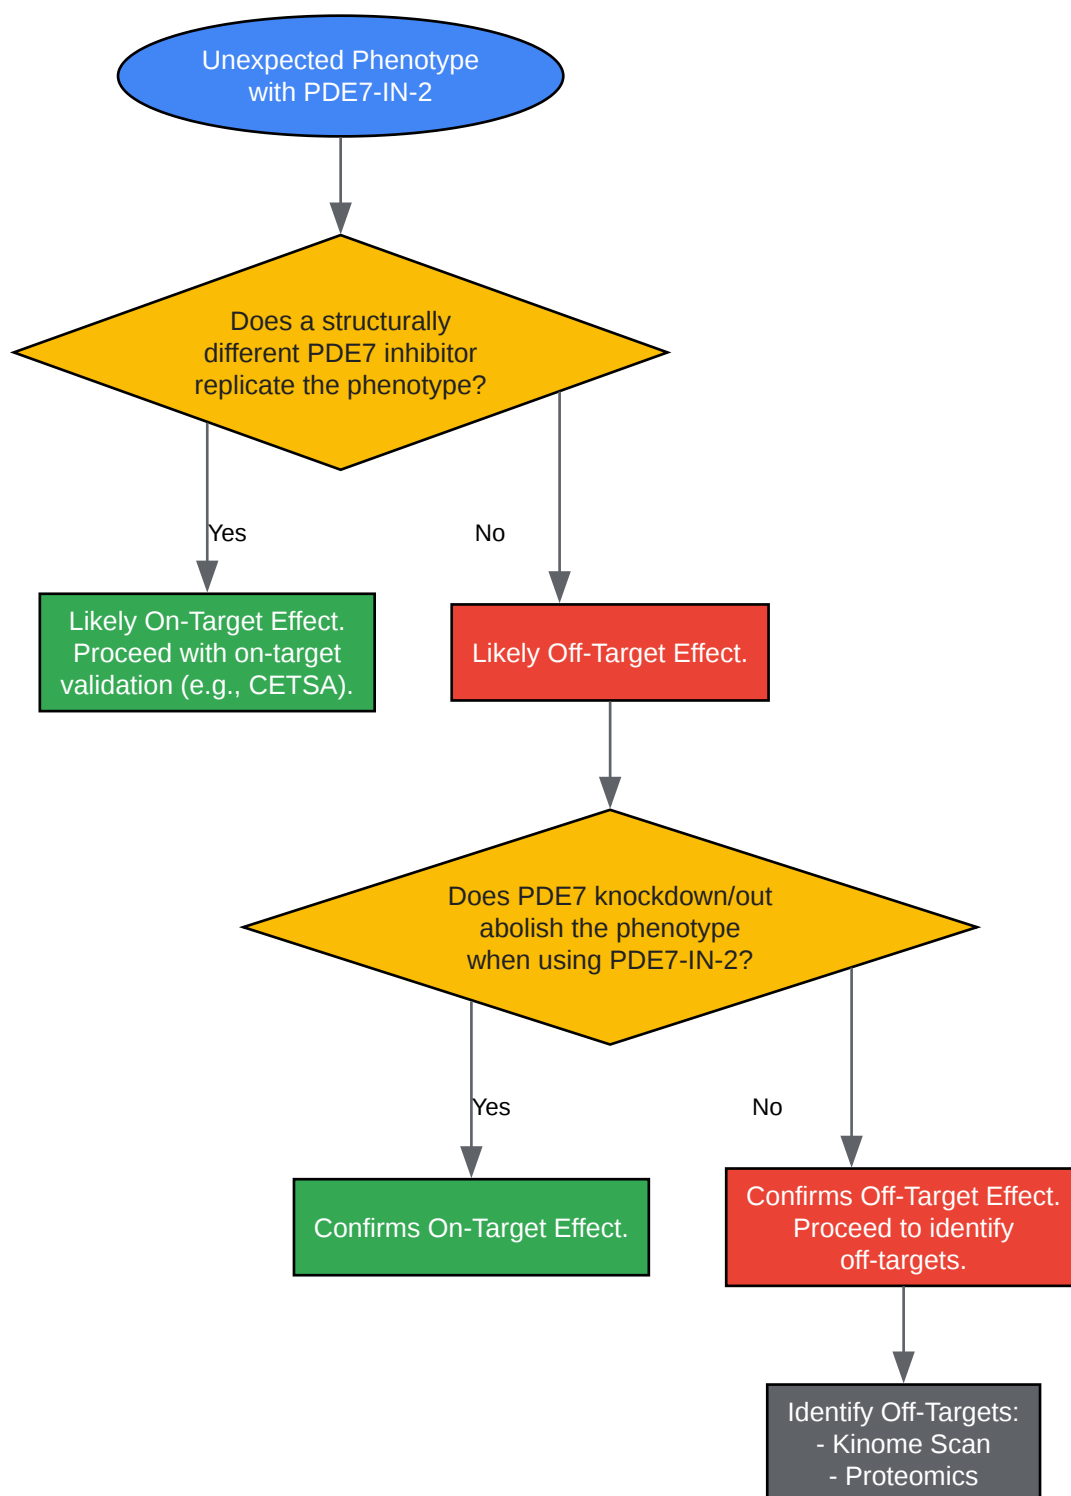 Unexpected Phenotype
with PDE7-IN-2
Does a structurally
different PDE7 inhibitor
replicate the phenotype?
Yes
No
Likely On-Target Effect.
Proceed with on-target
validation (e.g., CETSA).
Likely Off-Target Effect.
Does PDE7 knockdown/out
abolish the phenotype
when using PDE7-IN-2?
Yes
No
Confirms On-Target Effect.
Confirms Off-Target Effect.
Proceed to identify
off-targets.
Identify Off-Targets:
- Kinome Scan
- Proteomics